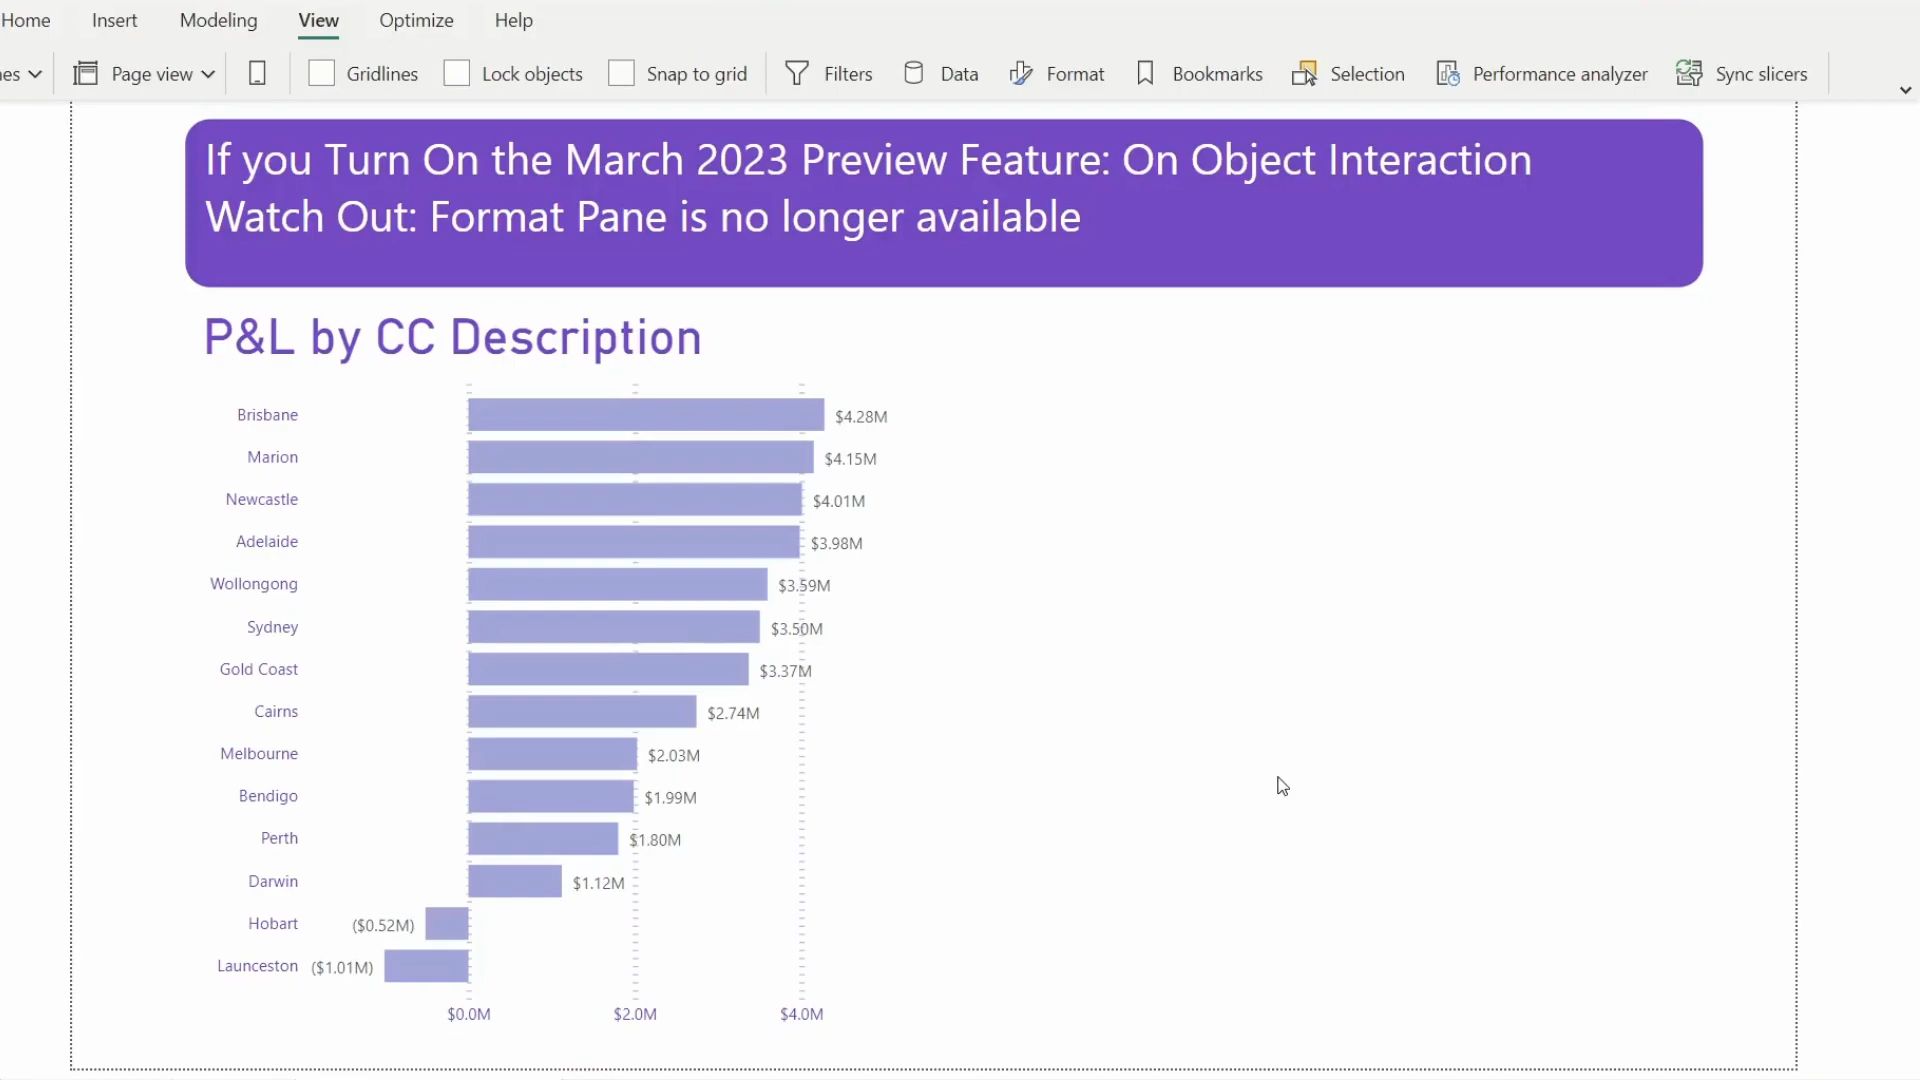 Home Insert Modeling View Optimize Help
nes Page view Gridlines Lock objects Snap to grid Filters Data Format Bookmarks Selection Performance analyzer Sync slicers
If you Turn On the March 2023 Preview Feature: On Object Interaction
Watch Out: Format Pane is no longer available
P&L by CC Description
Brisbane $4.28M
Marion $4.15M
Newcastle $4.01M
Adelaide $3.98M
Wollongong $3.59M
Sydney $3.50M
Gold Coast $3.37M
Cairns $2.74M
Melbourne $2.03M
Bendigo $1.99M
Perth $1.80M
Darwin $1.12M
Hobart ($0.52M)
Launceston ($1.01M)
$0.0M $2.0M $4.0M